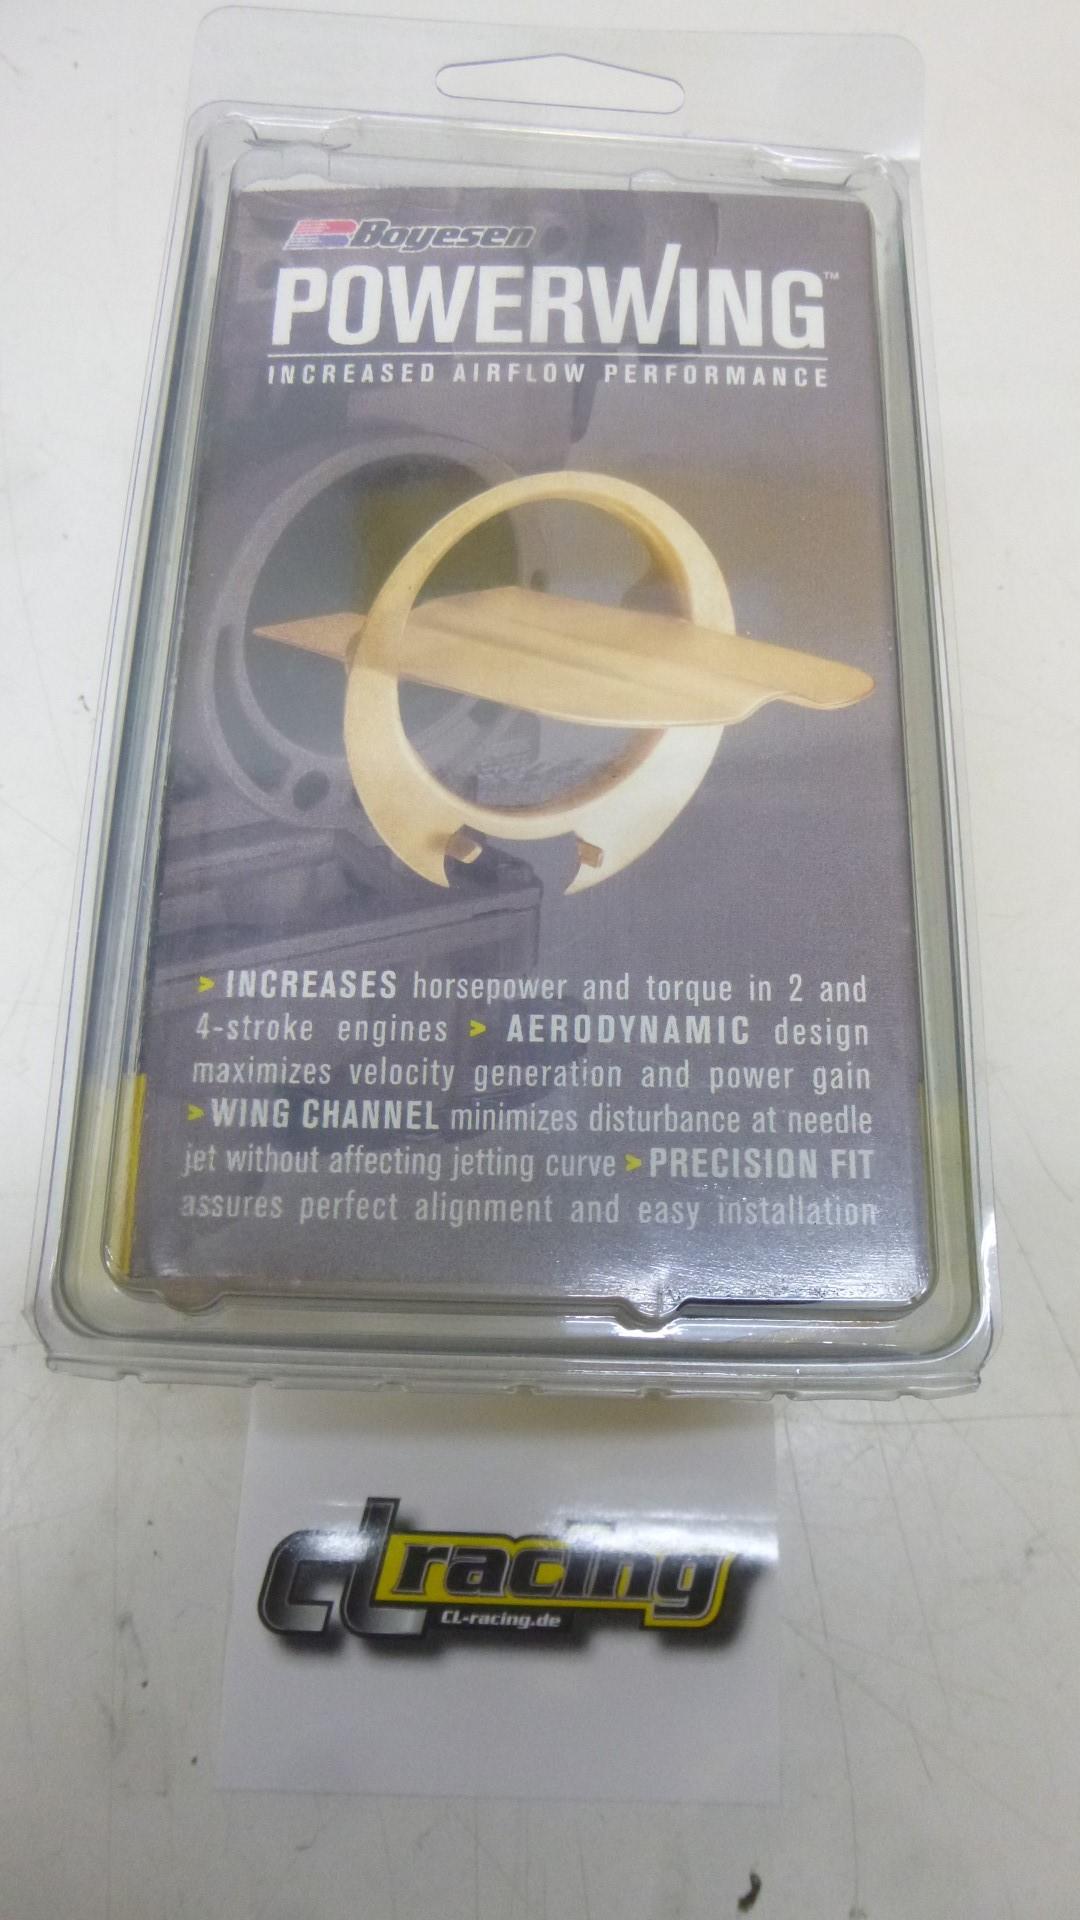 Boyesen
POWERWING™
INCREASED AIRFLOW PERFORMANCE
> INCREASES horsepower and torque in 2 and
4-stroke engines > AERODYNAMIC design
maximizes velocity generation and power gain
> WING CHANNEL minimizes disturbance at needle
jet without affecting jetting curve > PRECISION FIT
assures perfect alignment and easy installation
cl racing
CL-racing.de